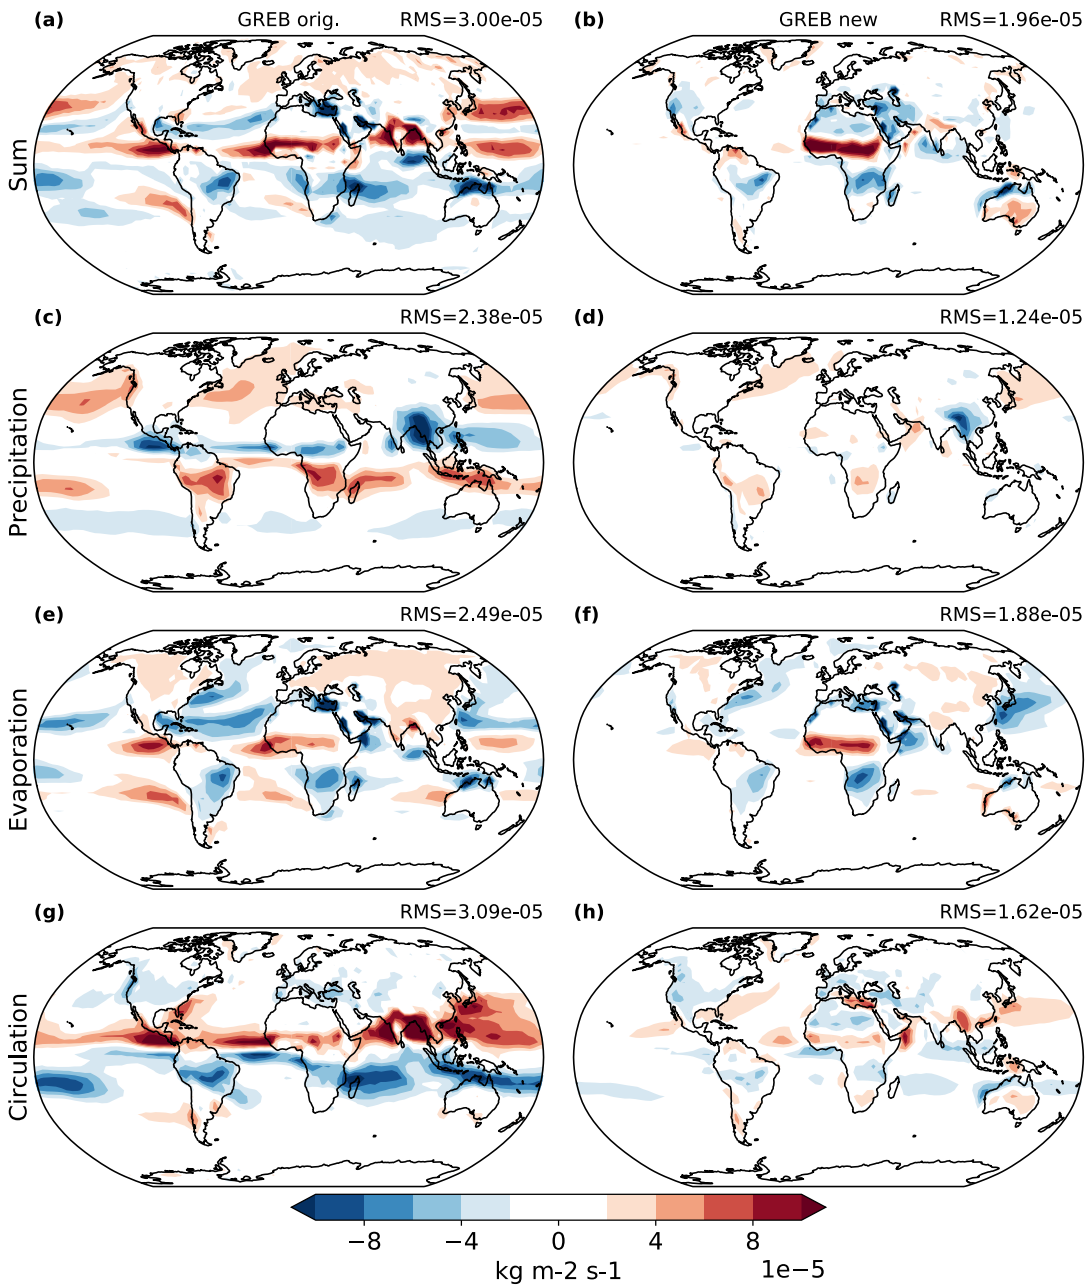 (a) GREB orig. RMS=3.00e-05
(b) GREB new RMS=1.96e-05
Sum
(c) RMS=2.38e-05
(d) RMS=1.24e-05
Precipitation
(e) RMS=2.49e-05
(f) RMS=1.88e-05
Evaporation
(g) RMS=3.09e-05
(h) RMS=1.62e-05
Circulation
−8 −4 0 4 8
kg m-2 s-1 1e−5